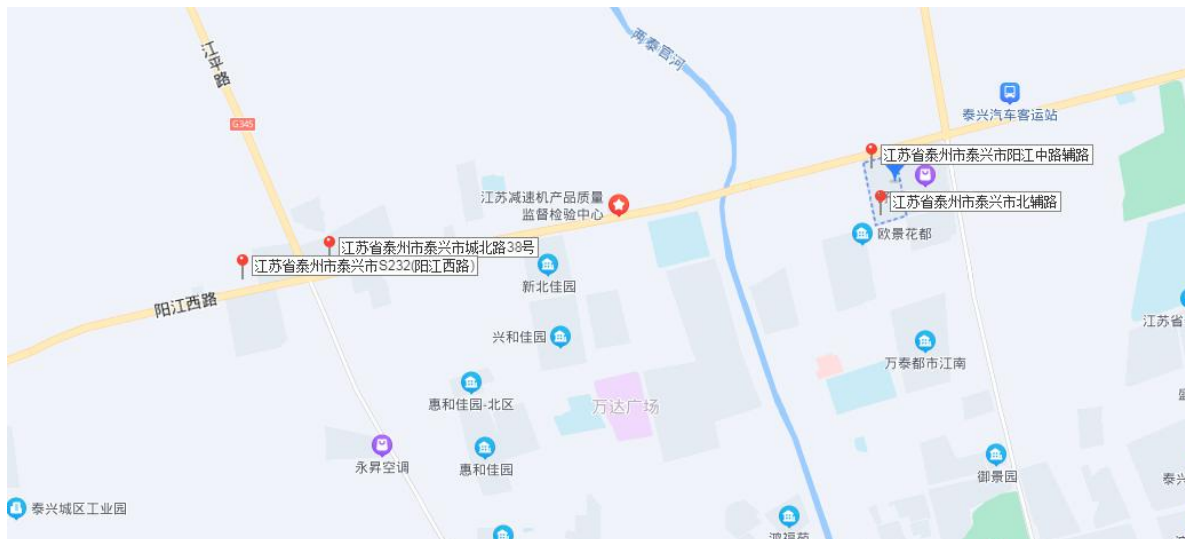 江平路
G345
两泰官河
泰兴汽车客运站
江苏省泰州市泰兴市阳江中路辅路
江苏省泰州市泰兴市北辅路
欧景花都
江苏减速机产品质量
监督检验中心
江苏省泰州市泰兴市城北路38号
江苏省泰州市泰兴市S232(阳江西路)
阳江西路
新北佳园
兴和佳园
江苏省
万泰都市江南
惠和佳园-北区
万达广场
永昇空调
惠和佳园
御景园
泰兴城区工业园